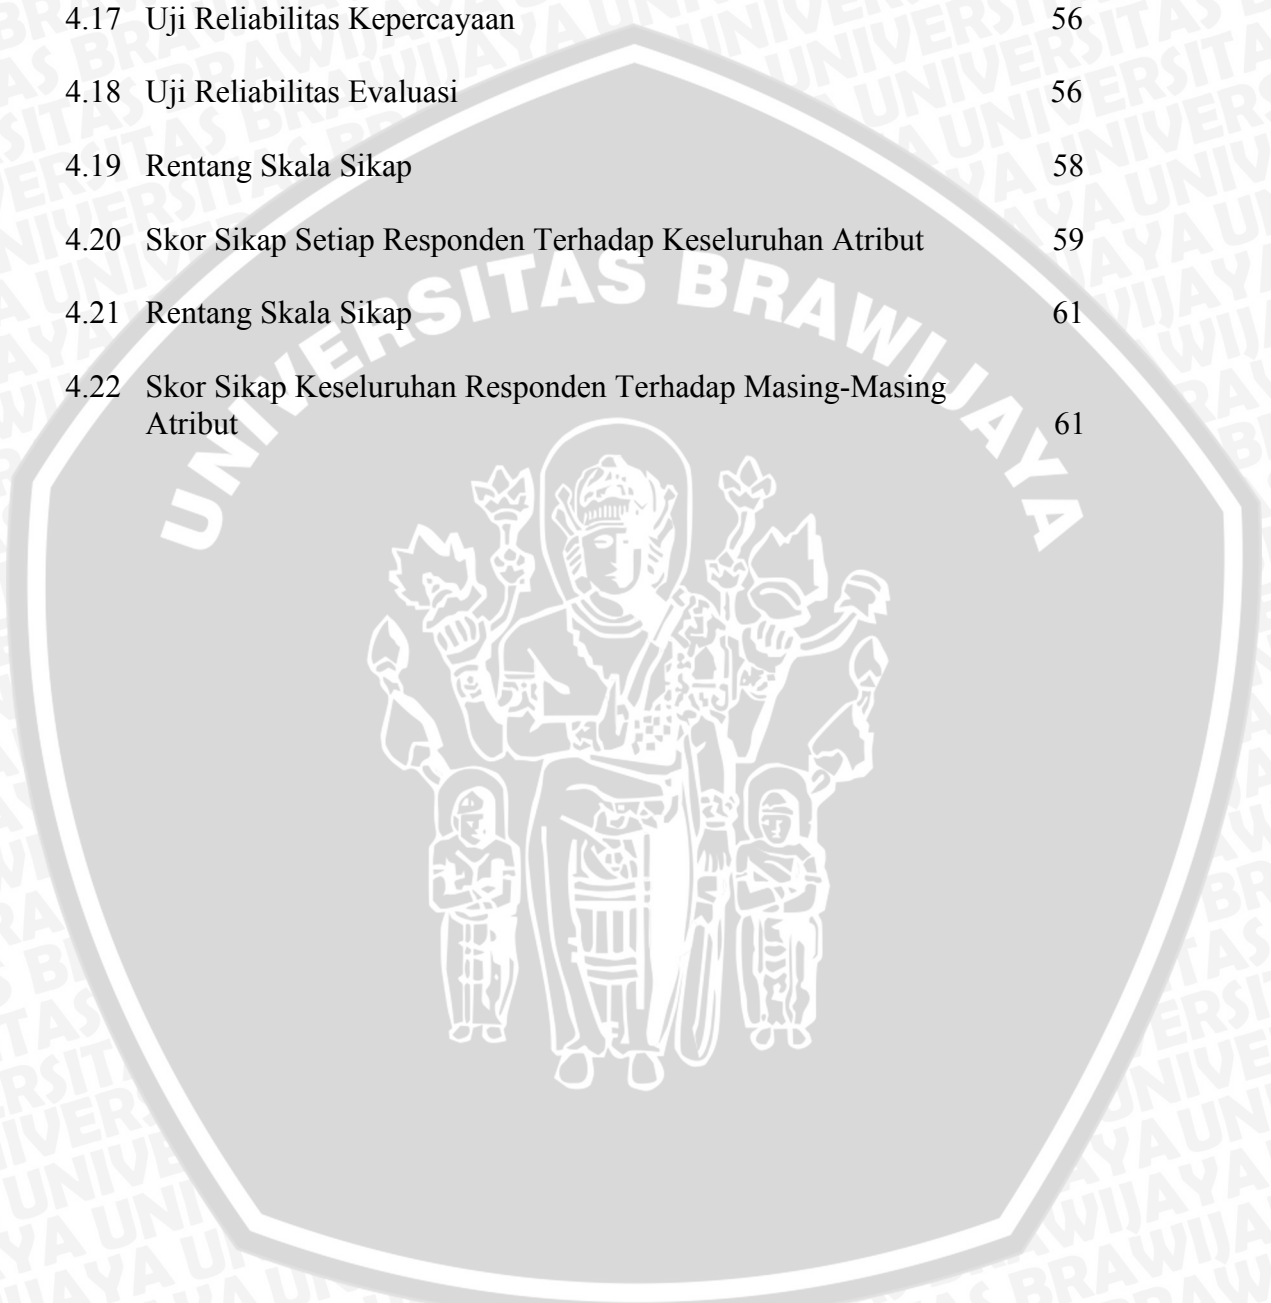 4.17 Uji Reliabilitas Kepercayaan 56
4.18 Uji Reliabilitas Evaluasi 56
4.19 Rentang Skala Sikap 58
4.20 Skor Sikap Setiap Responden Terhadap Keseluruhan Atribut 59
4.21 Rentang Skala Sikap 61
4.22 Skor Sikap Keseluruhan Responden Terhadap Masing-Masing
Atribut 61
UNIVERSITAS BRAWIJAYA